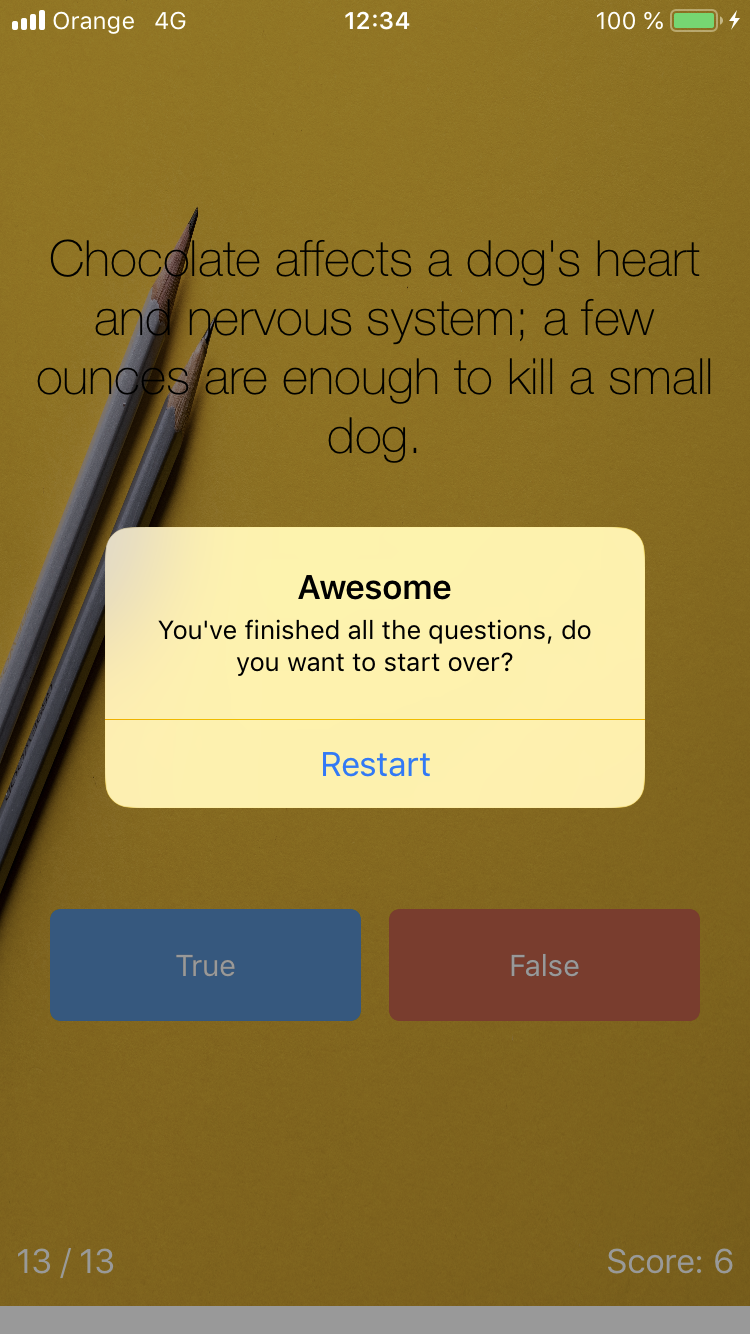 Orange 4G 12:34 100 %
Chocolate affects a dog's heart
and nervous system; a few
ounces are enough to kill a small
dog.
Awesome
You've finished all the questions, do
you want to start over?
Restart
True False
13 / 13 Score: 6